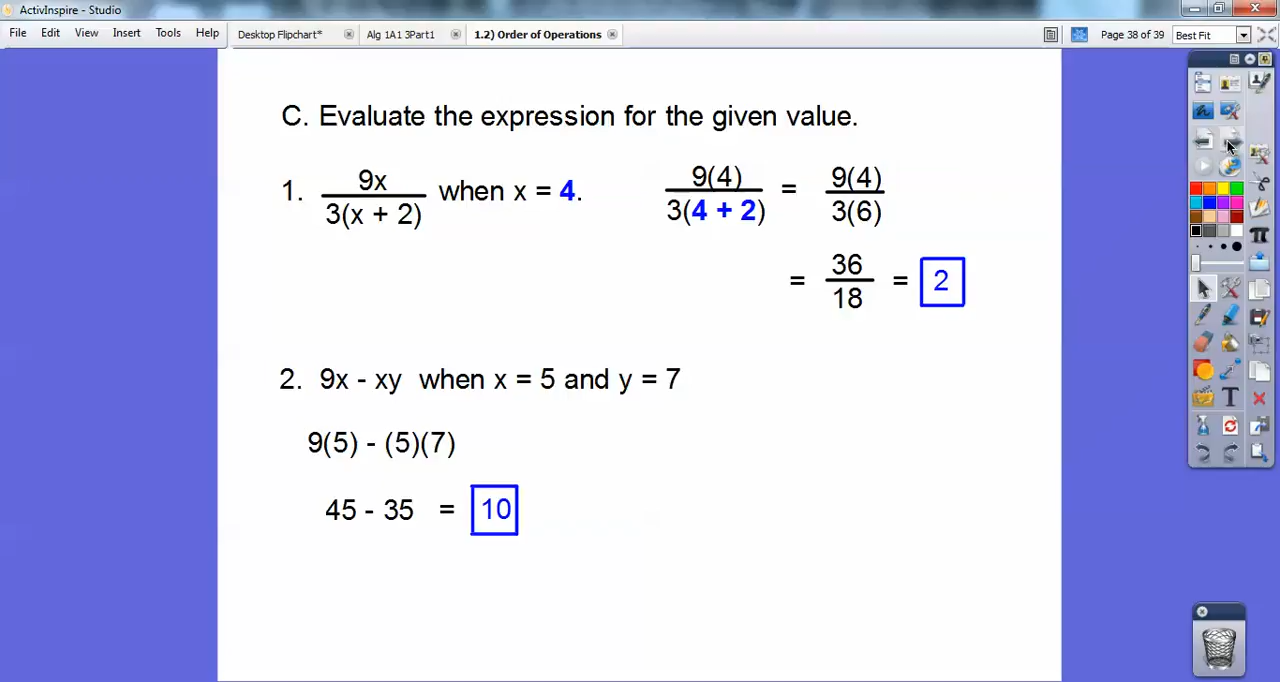 ActivInspire - Studio
File Edit View Insert Tools Help
Desktop Flipchart* Alg 1A1 3Part1 1.2) Order of Operations Page 38 of 39 Best Fit
C. Evaluate the expression for the given value.
1. 9x / 3(x + 2) when x = 4. 9(4) / 3(4 + 2) = 9(4) / 3(6)
= 36 / 18 = 2
2. 9x - xy when x = 5 and y = 7
9(5) - (5)(7)
45 - 35 = 10